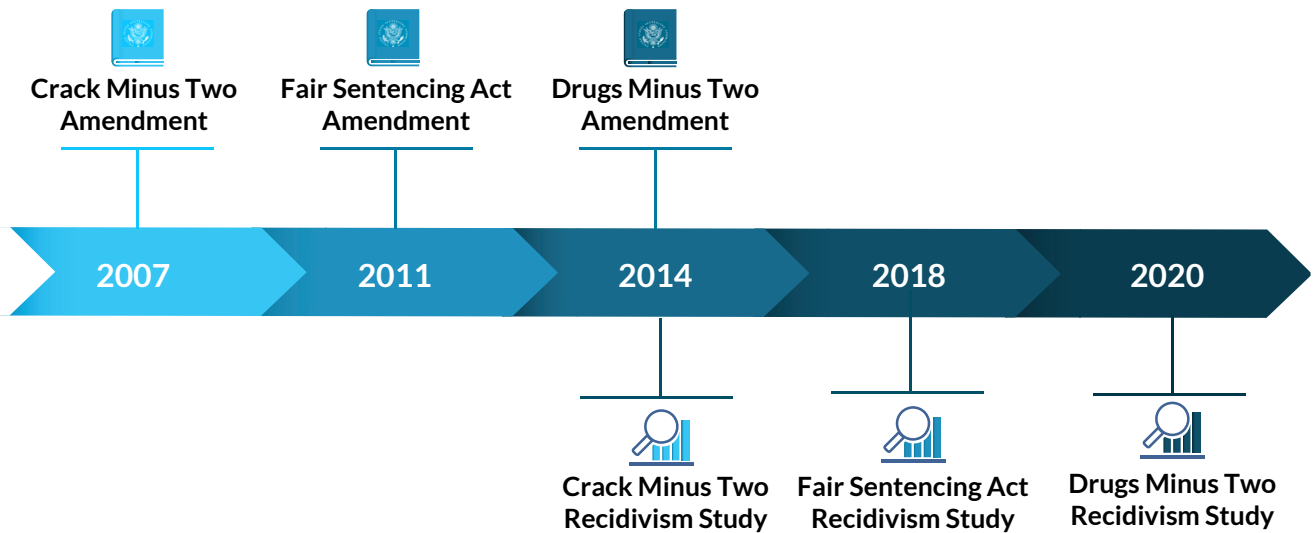 Crack Minus Two
Amendment
Fair Sentencing Act
Amendment
Drugs Minus Two
Amendment
2007
2011
2014
2018
2020
Crack Minus Two
Recidivism Study
Fair Sentencing Act
Recidivism Study
Drugs Minus Two
Recidivism Study